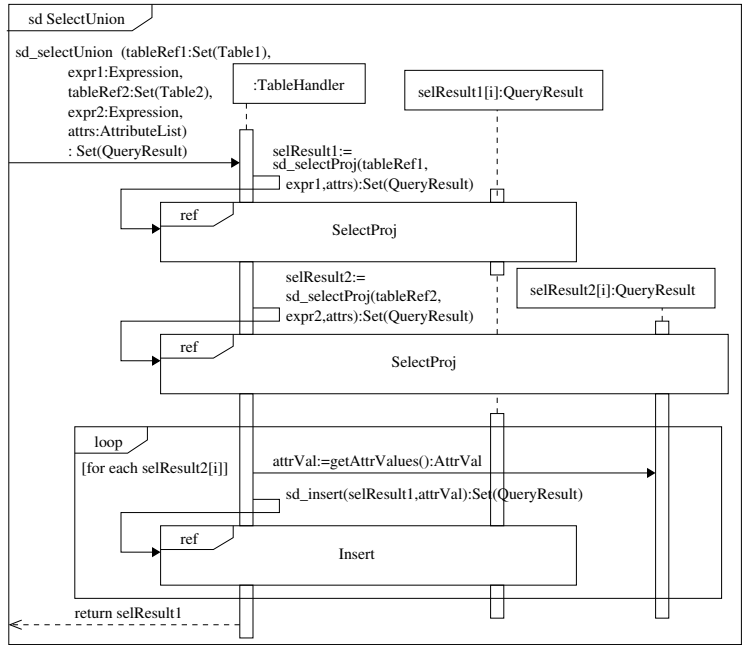 sd SelectUnion
sd_selectUnion (tableRef1:Set(Table1),
expr1:Expression,
tableRef2:Set(Table2),
expr2:Expression,
attrs:AttributeList)
: Set(QueryResult)
:TableHandler
selResult1[i]:QueryResult
selResult1:=
sd_selectProj(tableRef1,
expr1,attrs):Set(QueryResult)
ref
SelectProj
selResult2:=
sd_selectProj(tableRef2,
expr2,attrs):Set(QueryResult)
selResult2[i]:QueryResult
ref
SelectProj
loop
[for each selResult2[i]]
attrVal:=getAttrValues():AttrVal
sd_insert(selResult1,attrVal):Set(QueryResult)
ref
Insert
return selResult1